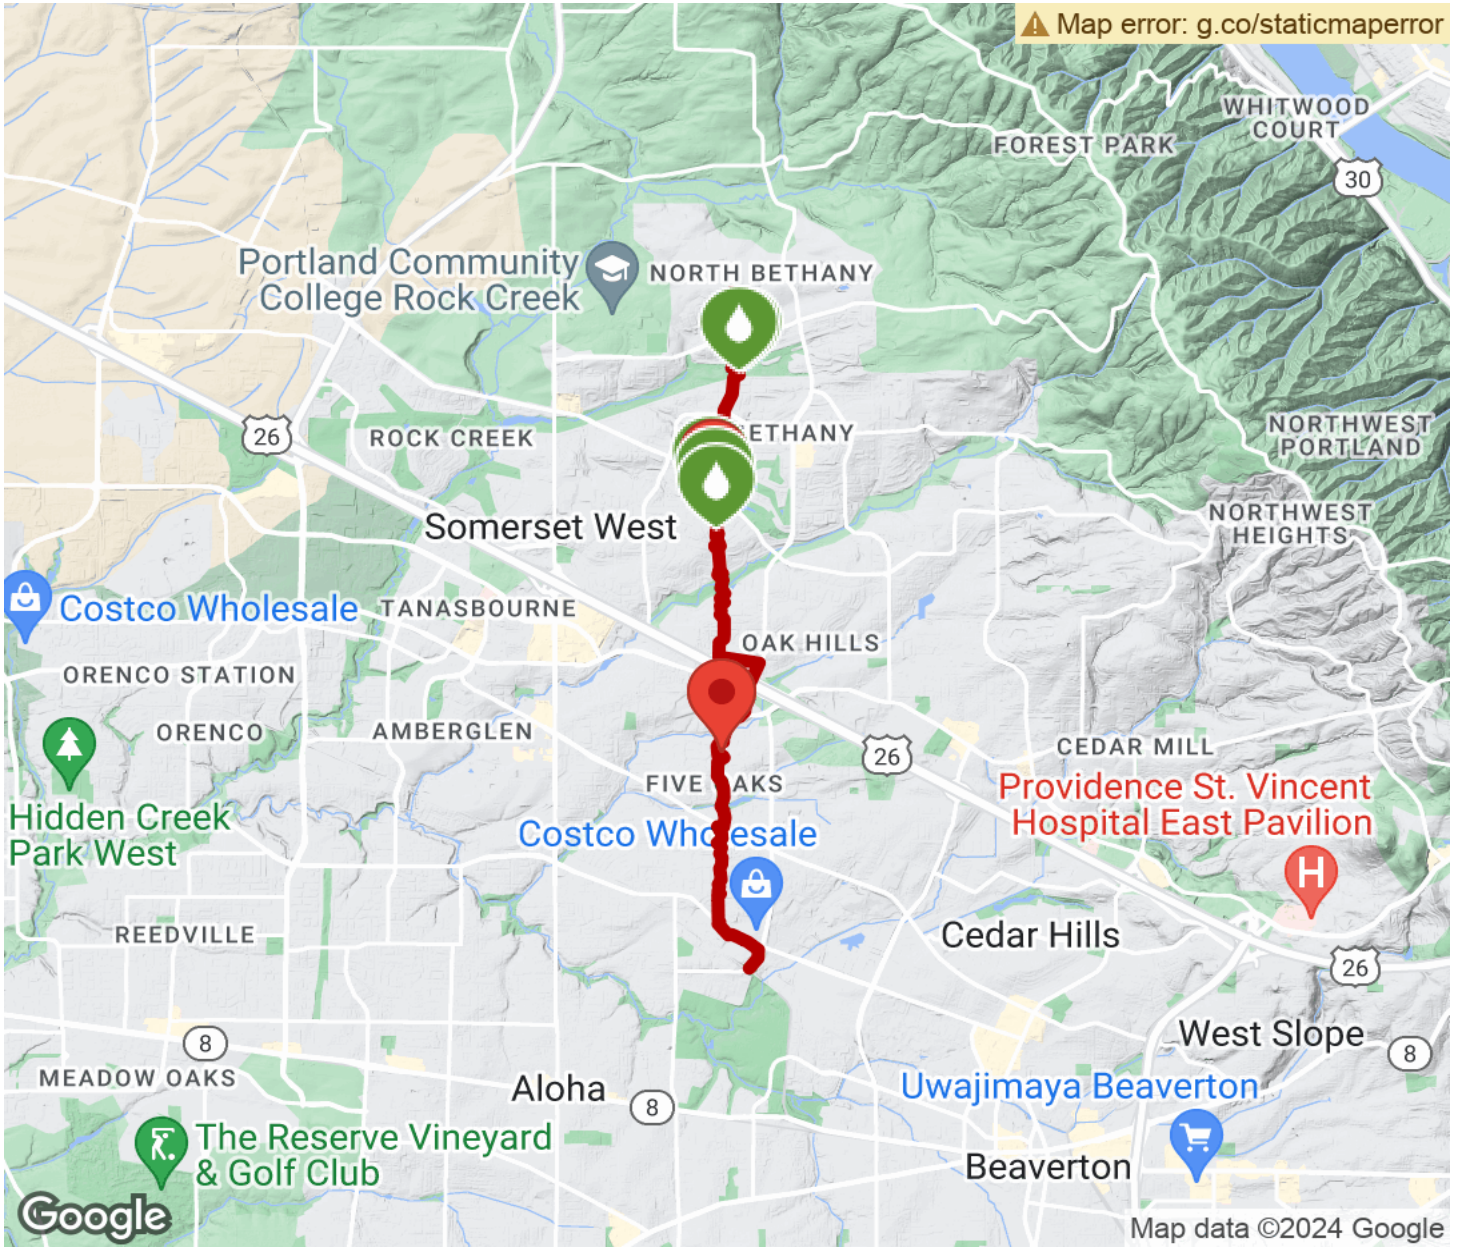 Map error: g.co/staticmaperror
WHITWOOD
COURT
FOREST PARK
30
Portland Community
College Rock Creek
NORTH BETHANY
26
ROCK CREEK
ETHANY
NORTHWEST
PORTLAND
Somerset West
NORTHWEST
HEIGHTS
Costco Wholesale
TANASBOURNE
OAK HILLS
ORENCO STATION
ORENCO
AMBERGLEN
26
CEDAR MILL
FIVE AKS
Providence St. Vincent
Hospital East Pavilion
Hidden Creek
Park West
Costco Wholesale
H
REEDVILLE
Cedar Hills
26
8
West Slope
8
MEADOW OAKS
Aloha
8
Uwajimaya Beaverton
The Reserve Vineyard
& Golf Club
Beaverton
Google
Map data ©2024 Google